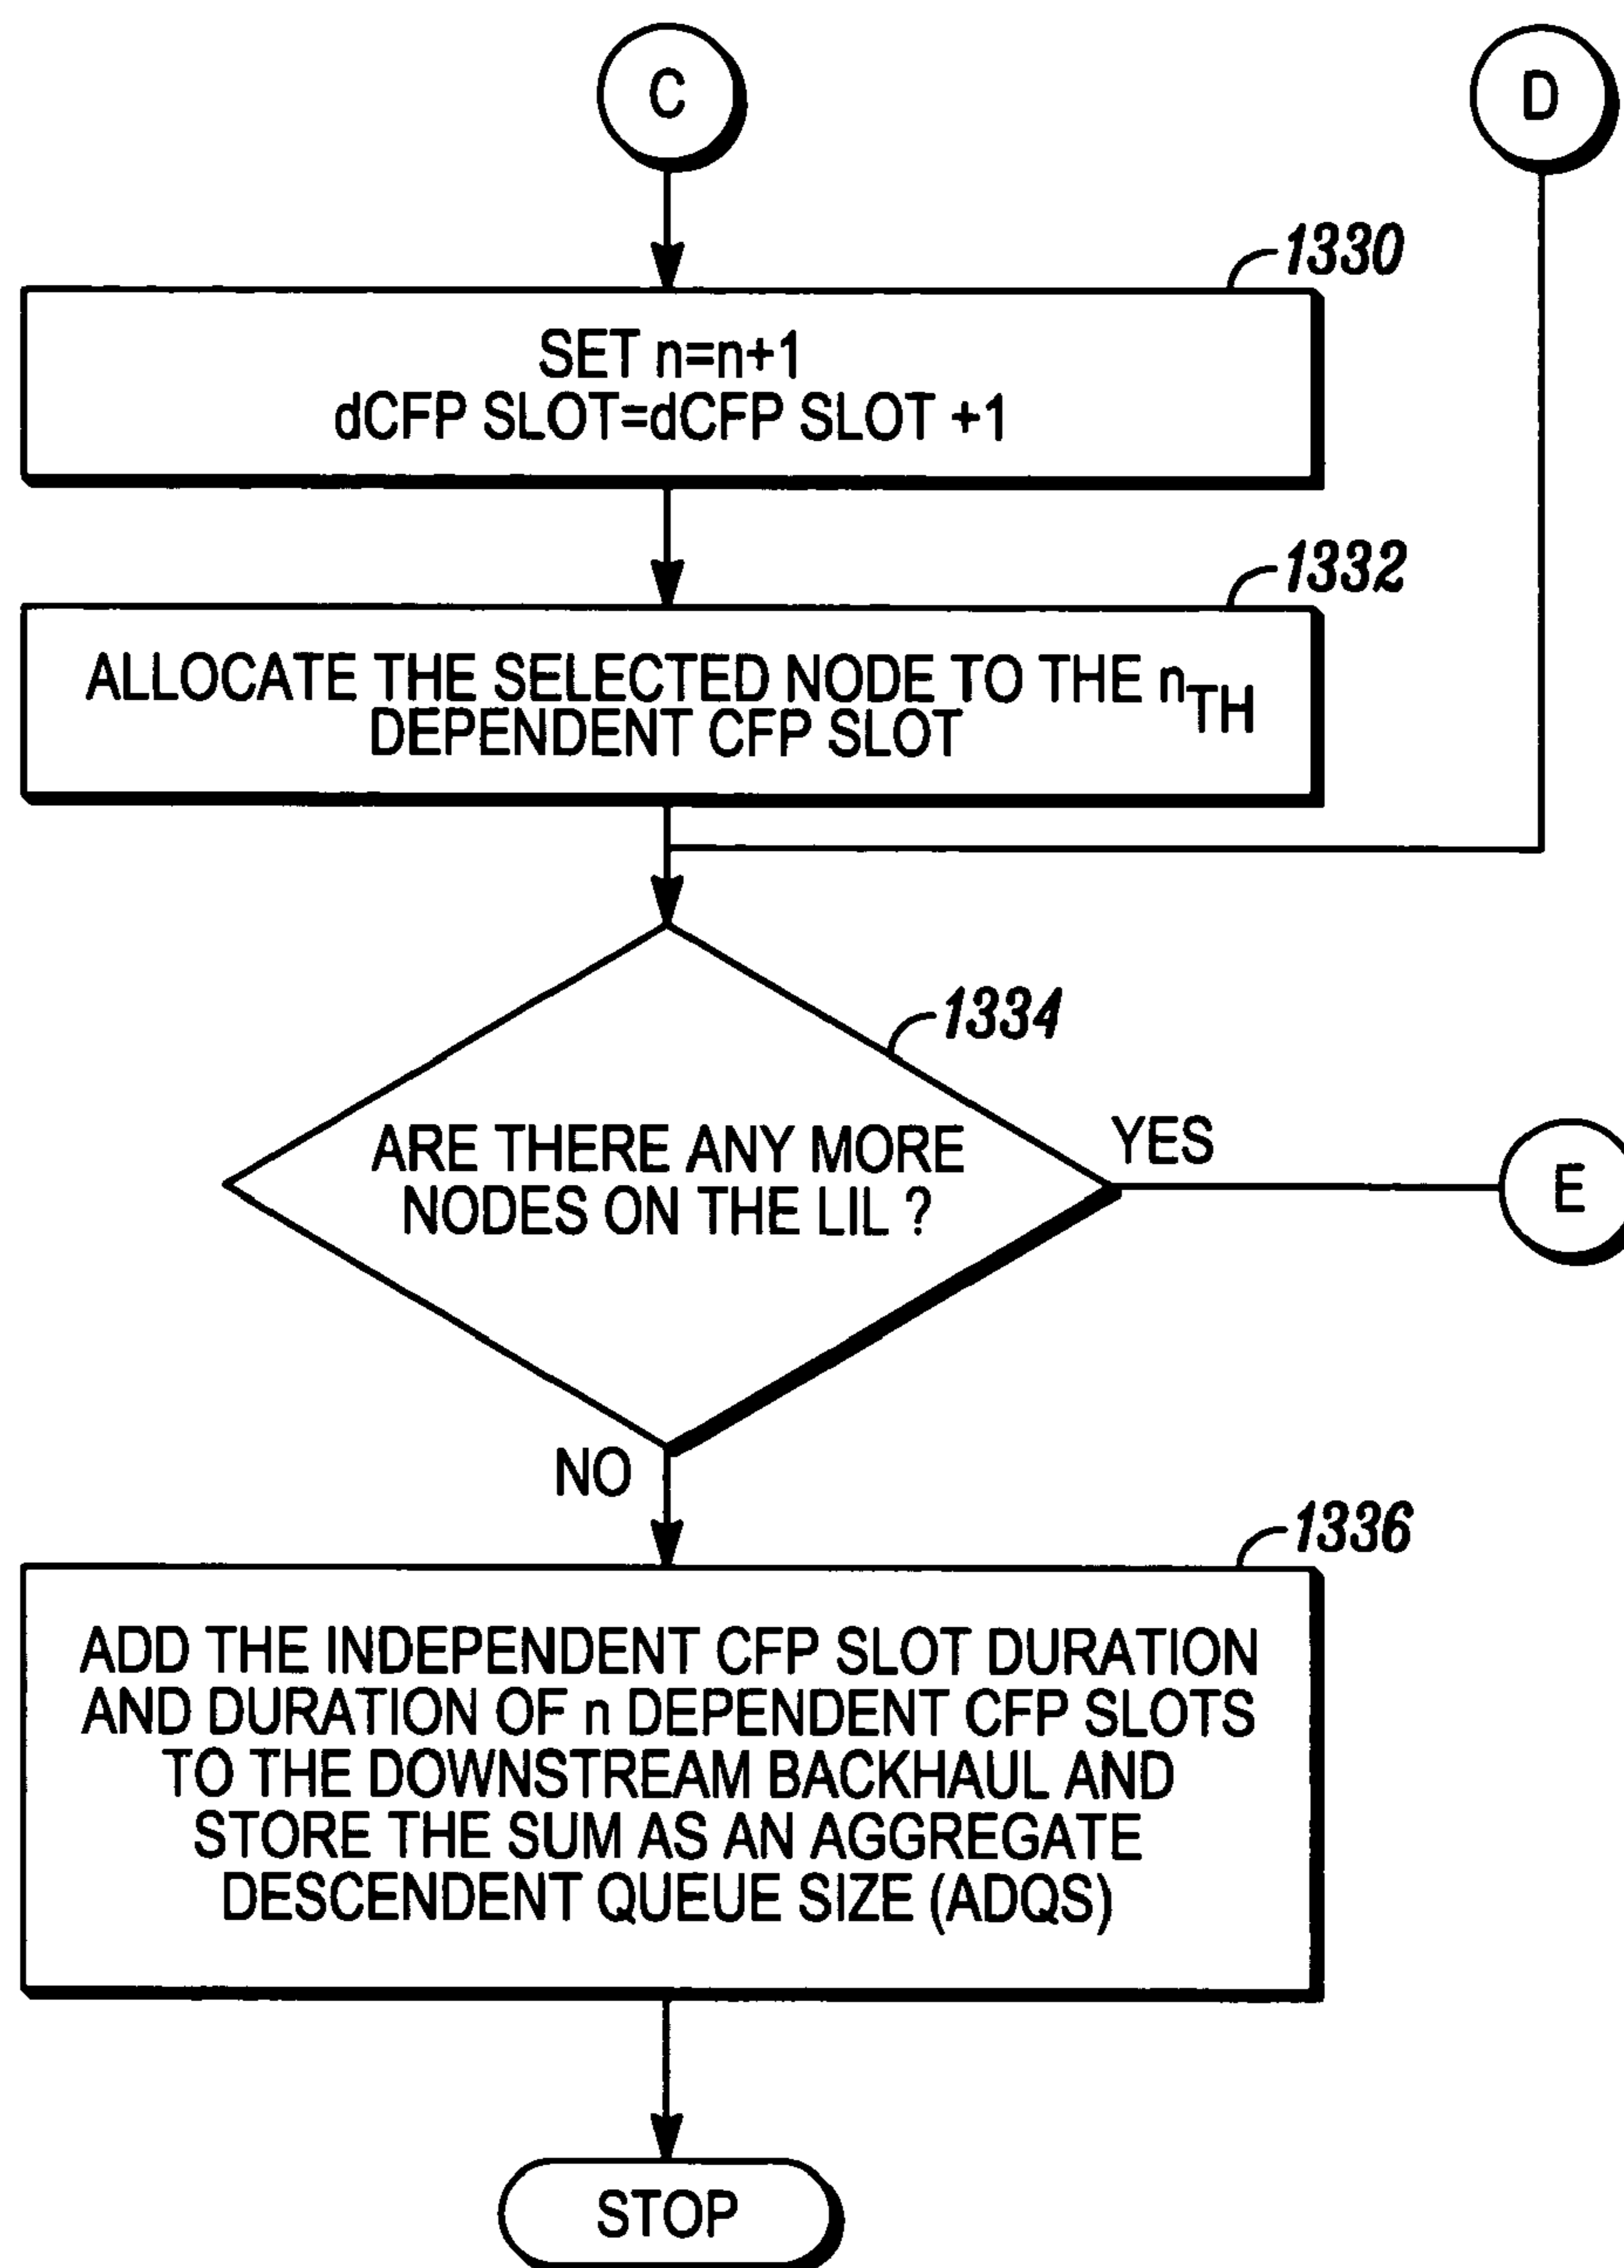 C
D
1330
SET n=n+1
dCFP SLOT=dCFP SLOT +1
1332
ALLOCATE THE SELECTED NODE TO THE nTH
DEPENDENT CFP SLOT
1334
ARE THERE ANY MORE
NODES ON THE LIL ?
YES
E
NO
1336
ADD THE INDEPENDENT CFP SLOT DURATION
AND DURATION OF n DEPENDENT CFP SLOTS
TO THE DOWNSTREAM BACKHAUL AND
STORE THE SUM AS AN AGGREGATE
DESCENDENT QUEUE SIZE (ADQS)
STOP